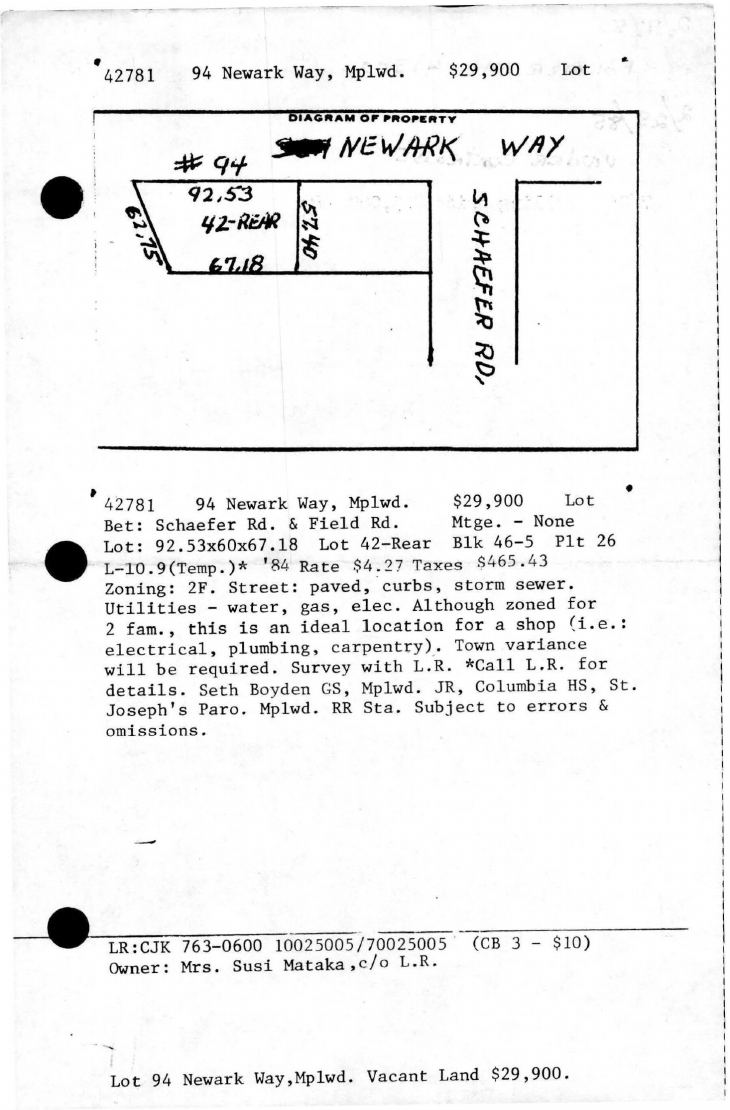 42781 94 Newark Way, Mplwd. $29,900 Lot
DIAGRAM OF PROPERTY
NEWARK WAY
# 94
92.53
62.75
42-REAR
57.40
67.18
SCHAEFER RD.
42781 94 Newark Way, Mplwd. $29,900 Lot
Bet: Schaefer Rd. & Field Rd. Mtge. - None
Lot: 92.53x60x67.18 Lot 42-Rear Blk 46-5 Plt 26
L-10.9(Temp.)* '84 Rate $4.27 Taxes $465.43
Zoning: 2F. Street: paved, curbs, storm sewer.
Utilities - water, gas, elec. Although zoned for
2 fam., this is an ideal location for a shop (i.e.:
electrical, plumbing, carpentry). Town variance
will be required. Survey with L.R. *Call L.R. for
details. Seth Boyden GS, Mplwd. JR, Columbia HS, St.
Joseph's Paro. Mplwd. RR Sta. Subject to errors &
omissions.
LR:CJK 763-0600 10025005/70025005 (CB 3 - $10)
Owner: Mrs. Susi Mataka,c/o L.R.
Lot 94 Newark Way,Mplwd. Vacant Land $29,900.